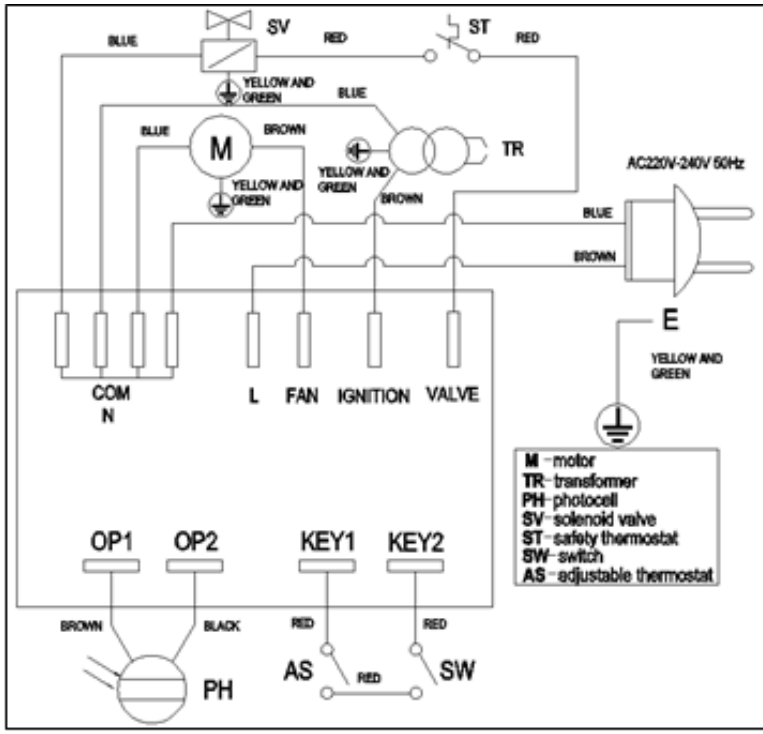 SV
ST
BLUE
RED
RED
YELLOW AND
GREEN
BLUE
BLUE
BROWN
M
TR
YELLOW AND
GREEN
YELLOW AND
GREEN
BROWN
AC220V-240V 50Hz
BLUE
BROWN
E
YELLOW AND
GREEN
COM
N
L
FAN
IGNITION
VALVE
M-motor
TR-transformer
PH-photocell
SV-solenoid valve
ST-safety thermostat
SW-switch
AS-adjustable thermostat
OP1
OP2
KEY1
KEY2
BROWN
BLACK
RED
RED
PH
AS
RED
SW